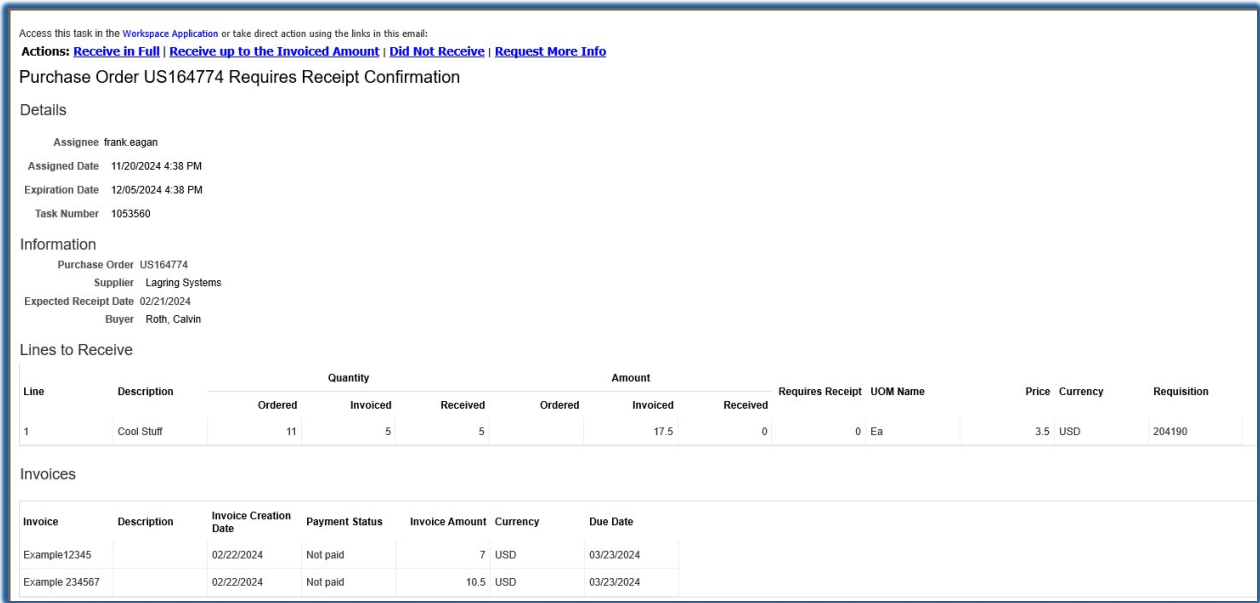 Access this task in the Workspace Application or take direct action using the links in this email:
Actions: Receive in Full | Receive up to the Invoiced Amount | Did Not Receive | Request More Info
Purchase Order US164774 Requires Receipt Confirmation
Details
Assignee frank.eagan
Assigned Date 11/20/2024 4:38 PM
Expiration Date 12/05/2024 4:38 PM
Task Number 1053560
Information
Purchase Order US164774
Supplier Lagring Systems
Expected Receipt Date 02/21/2024
Buyer Roth, Calvin
Lines to Receive
Quantity Amount
Line Description Requires Receipt UOM Name Price Currency Requisition
Ordered Invoiced Received Ordered Invoiced Received
1 Cool Stuff 11 5 5 17.5 0 0 Ea 3.5 USD 204190
Invoices
Invoice Description Invoice Creation Date Payment Status Invoice Amount Currency Due Date
Example12345 02/22/2024 Not paid 7 USD 03/23/2024
Example 234567 02/22/2024 Not paid 10.5 USD 03/23/2024